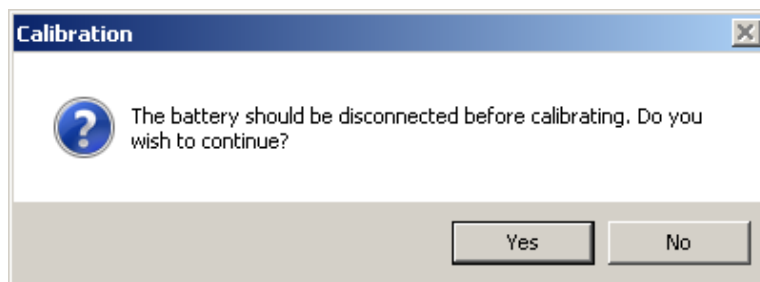 Calibration
The battery should be disconnected before calibrating. Do you
wish to continue?
Yes
No